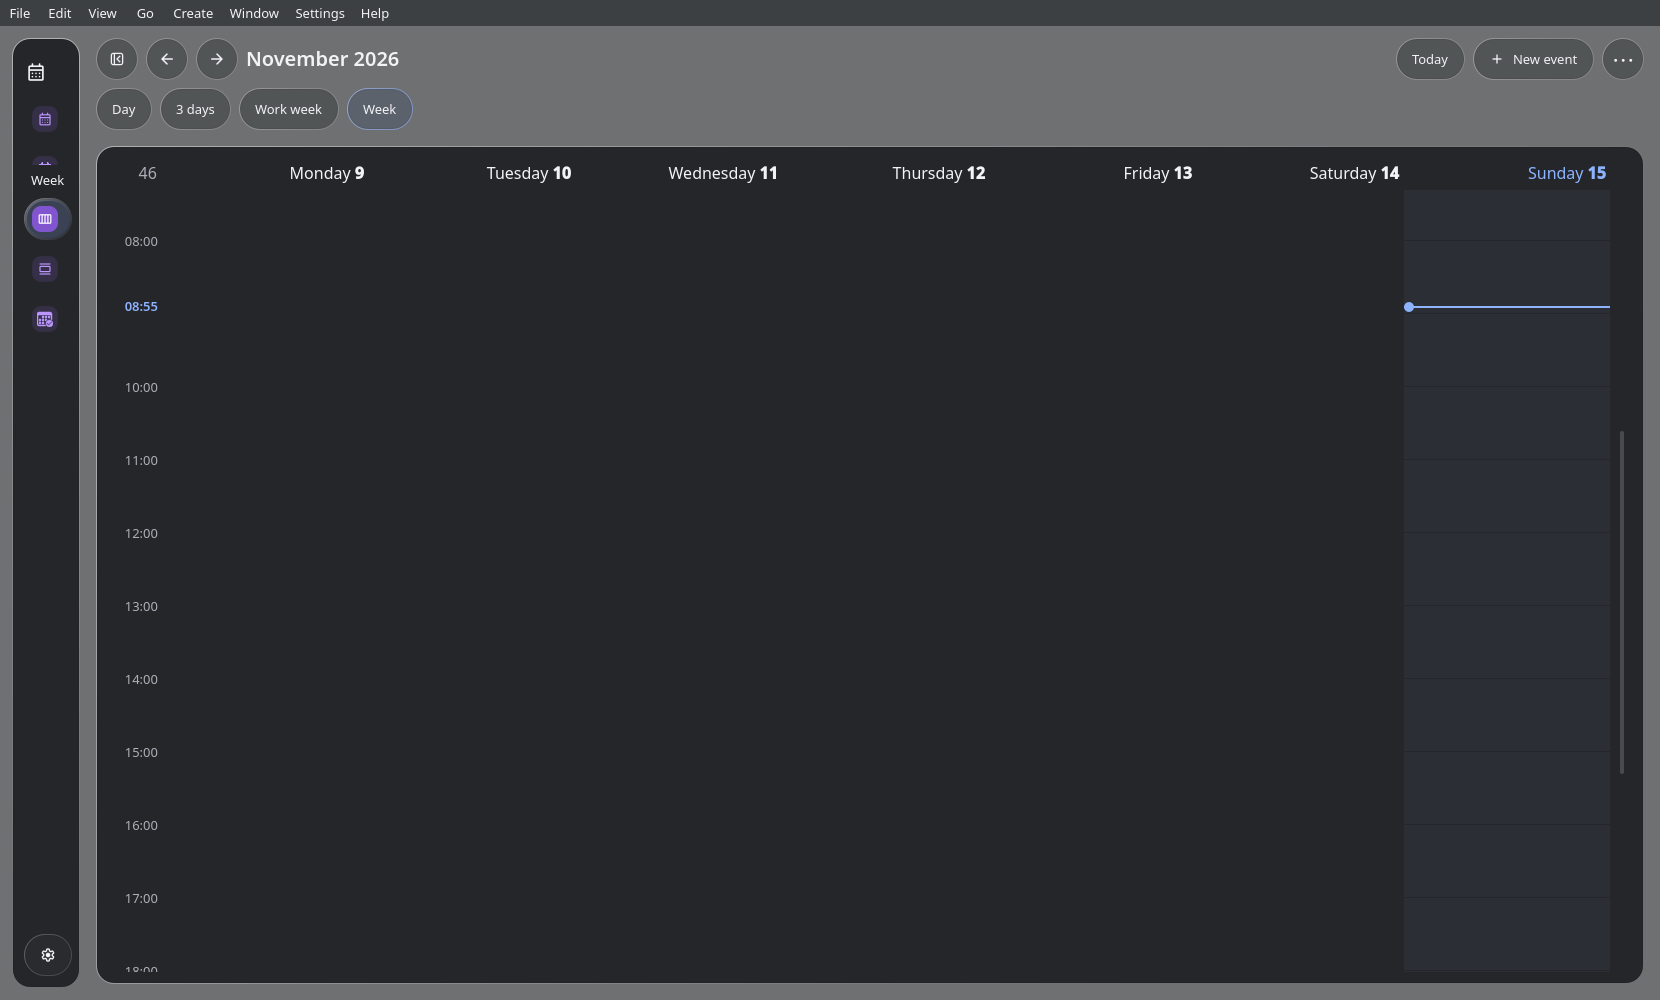 File Edit View Go Create Window Settings Help
November 2026
Today
New event
Day
3 days
Work week
Week
Week
46
Monday 9
Tuesday 10
Wednesday 11
Thursday 12
Friday 13
Saturday 14
Sunday 15
08:00
08:55
10:00
11:00
12:00
13:00
14:00
15:00
16:00
17:00
18:00